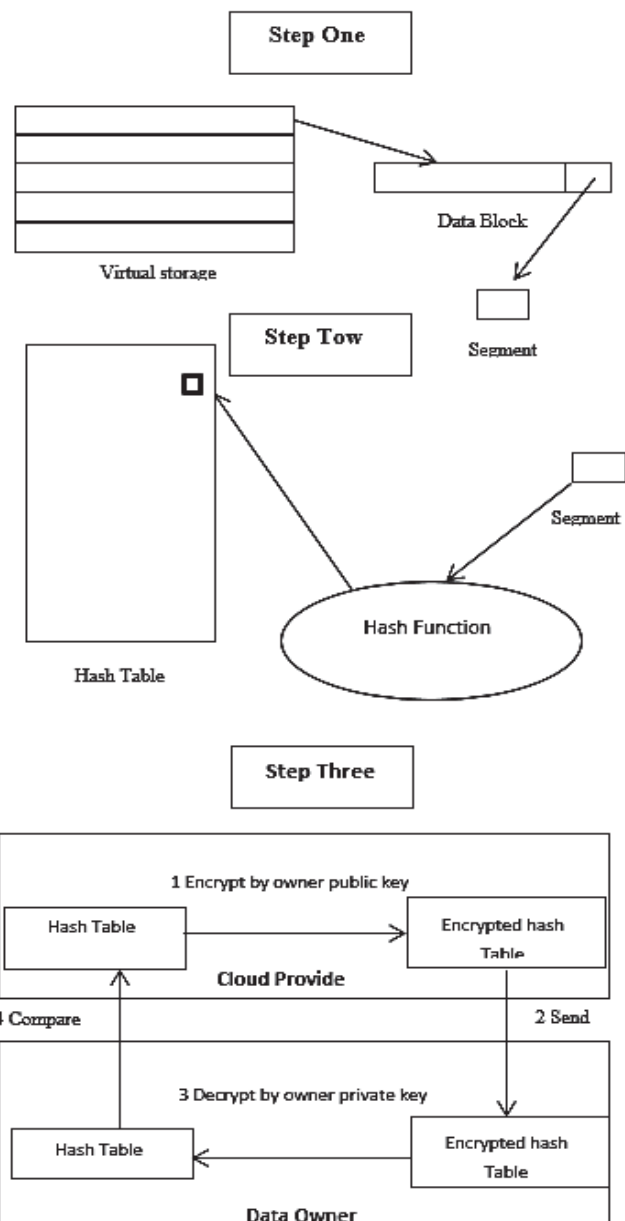 Step One
Data Block
Virtual storage
Step Tow
Segment
Segment
Hash Function
Hash Table
Step Three
1 Encrypt by owner public key
Hash Table
Encrypted hash
Table
Cloud Provide
4 Compare
2 Send
3 Decrypt by owner private key
Hash Table
Encrypted hash
Table
Data Owner